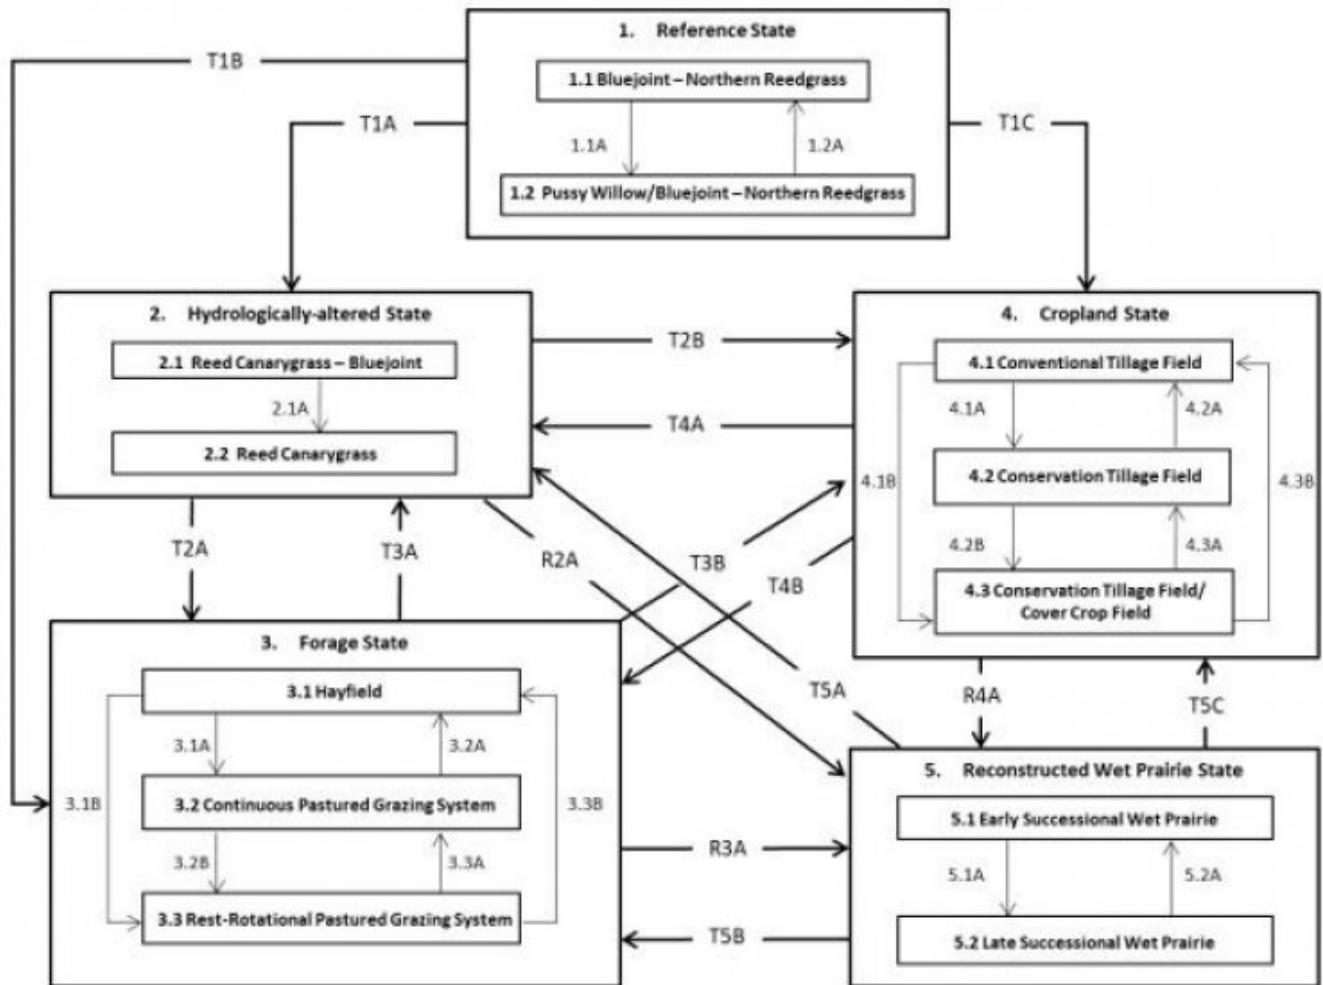 1. Reference State
T1B
1.1 Bluejoint – Northern Reedgrass
T1A
T1C
1.1A
1.2A
1.2 Pussy Willow/Bluejoint – Northern Reedgrass
2. Hydrologically-altered State
2.1 Reed Canarygrass – Bluejoint
2.1A
2.2 Reed Canarygrass
T2B
T4A
4. Cropland State
4.1 Conventional Tillage Field
4.1A
4.2A
4.2 Conservation Tillage Field
4.1B
4.3B
4.2B
4.3A
4.3 Conservation Tillage Field/
Cover Crop Field
T2A
T3A
R2A
T3B
T4B
T5A
R4A
T5C
3. Forage State
3.1 Hayfield
3.1A
3.2A
3.1B
3.2 Continuous Pastured Grazing System
3.3B
3.2B
3.3A
3.3 Rest-Rotational Pastured Grazing System
R3A
T5B
5. Reconstructed Wet Prairie State
5.1 Early Successional Wet Prairie
5.1A
5.2A
5.2 Late Successional Wet Prairie